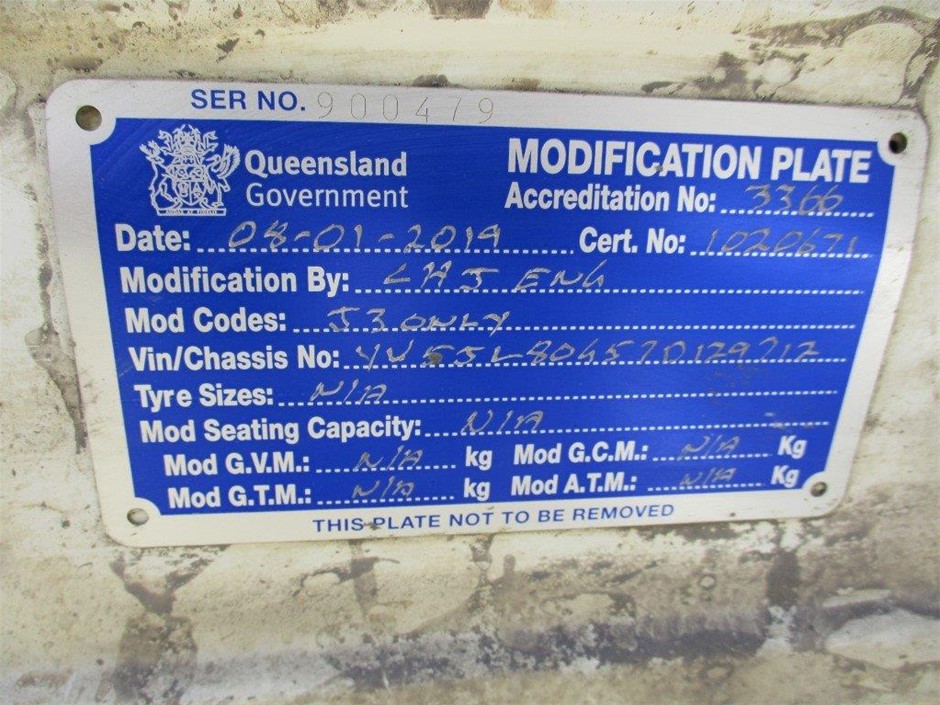 SER NO. 900479
Queensland
Government
MODIFICATION PLATE
Accreditation No: 3366
Date: 08-01-2019 Cert. No: 1020671
Modification By: LHJ ENG
Mod Codes: J3 ONLY
Vin/Chassis No:
Tyre Sizes: N/A
Mod Seating Capacity: N/A
Mod G.V.M.: N/A kg Mod G.C.M.: N/A Kg
Mod G.T.M.: N/A kg Mod A.T.M.: N/A Kg
THIS PLATE NOT TO BE REMOVED